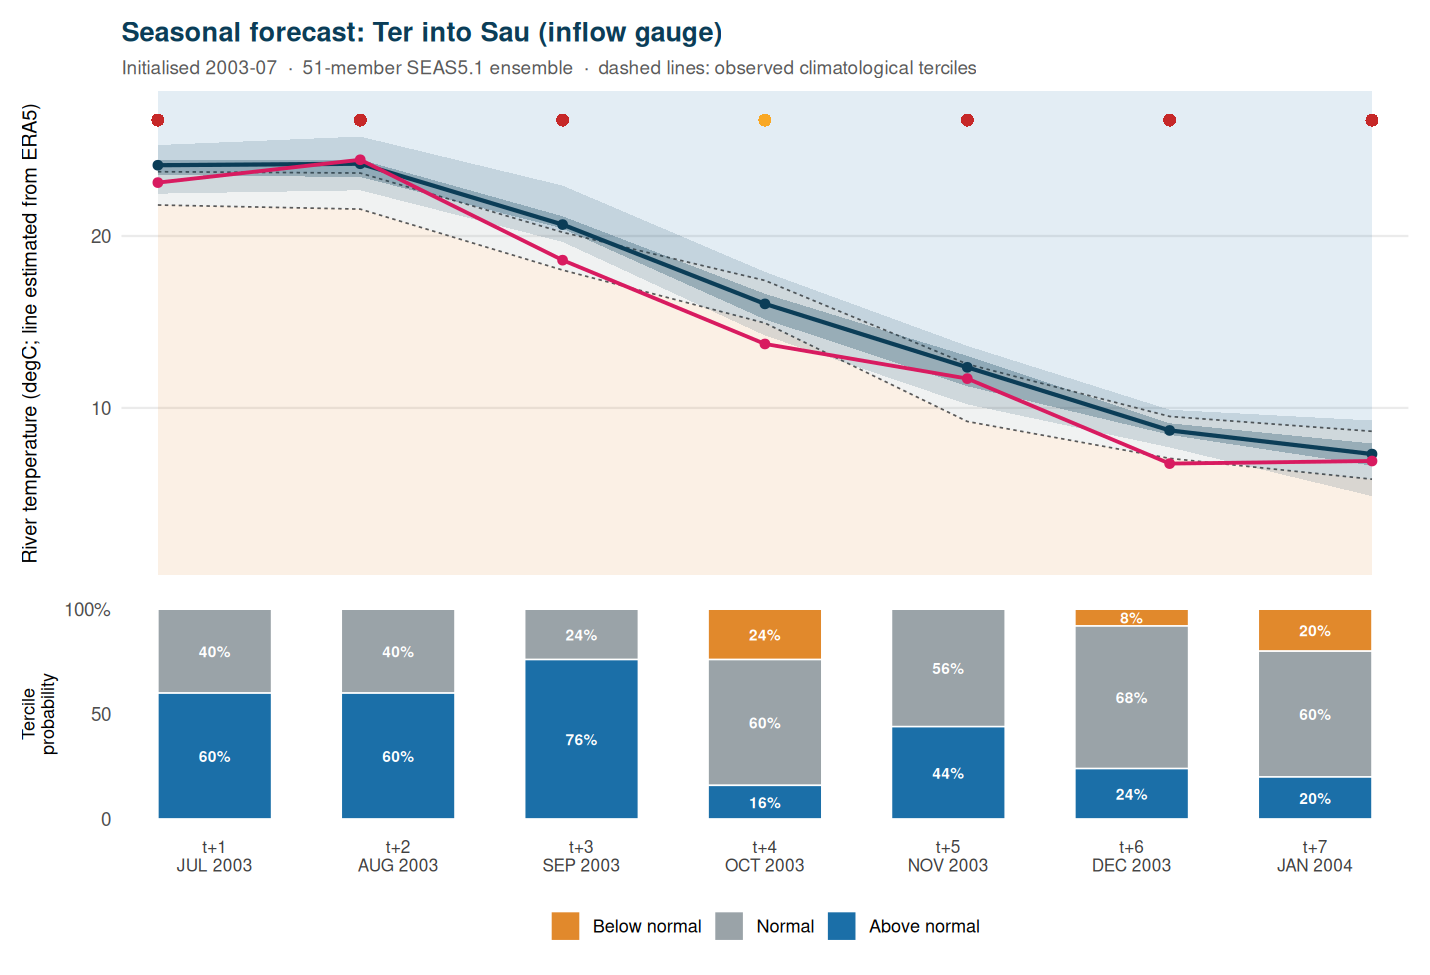 Seasonal forecast: Ter into Sau (inflow gauge)
Initialised 2003-07 · 51-member SEAS5.1 ensemble · dashed lines: observed climatological terciles
River temperature (degC; line estimated from ERA5)
20
10
Tercile
probability
100%
50
0
40%
60%
40%
60%
24%
76%
24%
60%
16%
56%
44%
8%
68%
24%
20%
60%
20%
t+1
JUL 2003
t+2
AUG 2003
t+3
SEP 2003
t+4
OCT 2003
t+5
NOV 2003
t+6
DEC 2003
t+7
JAN 2004
Below normal
Normal
Above normal